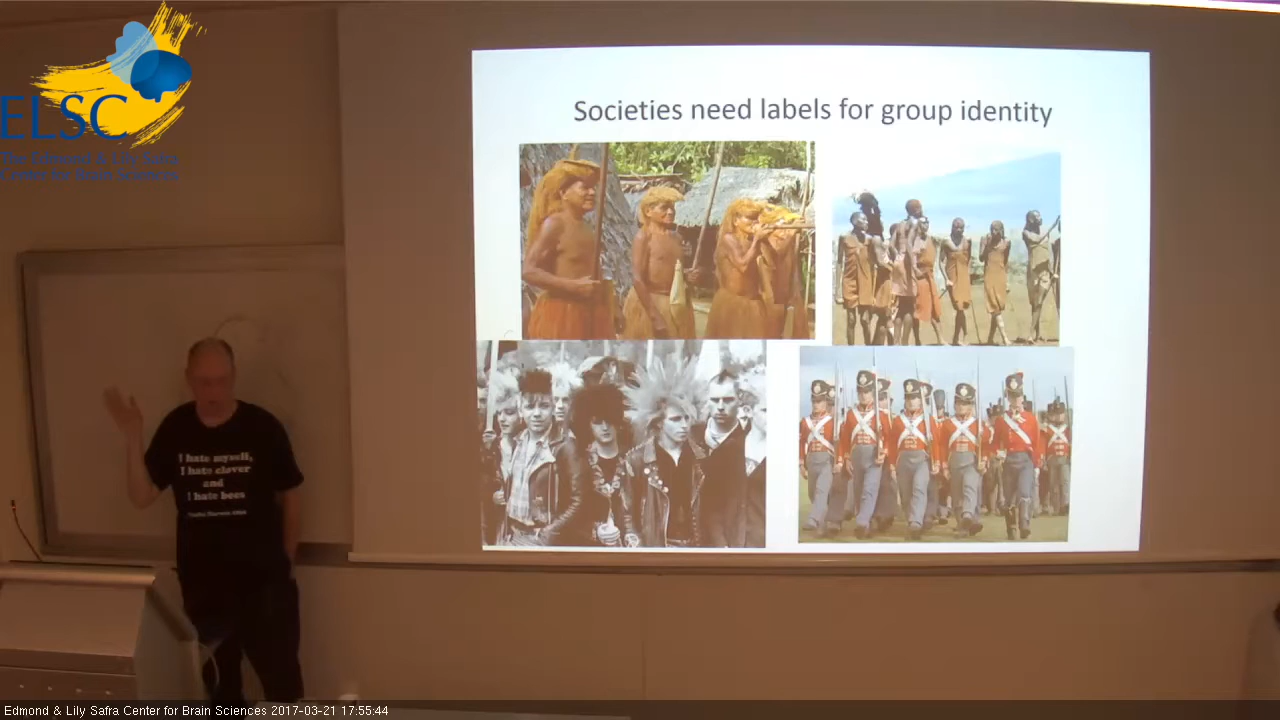 ELSC
The Edmond & Lily Safra
Center for Brain Sciences
Societies need labels for group identity
I hate myself,
I hate clover
and
I hate bees
Edmond & Lily Safra Center for Brain Sciences 2017-03-21 17:55:44